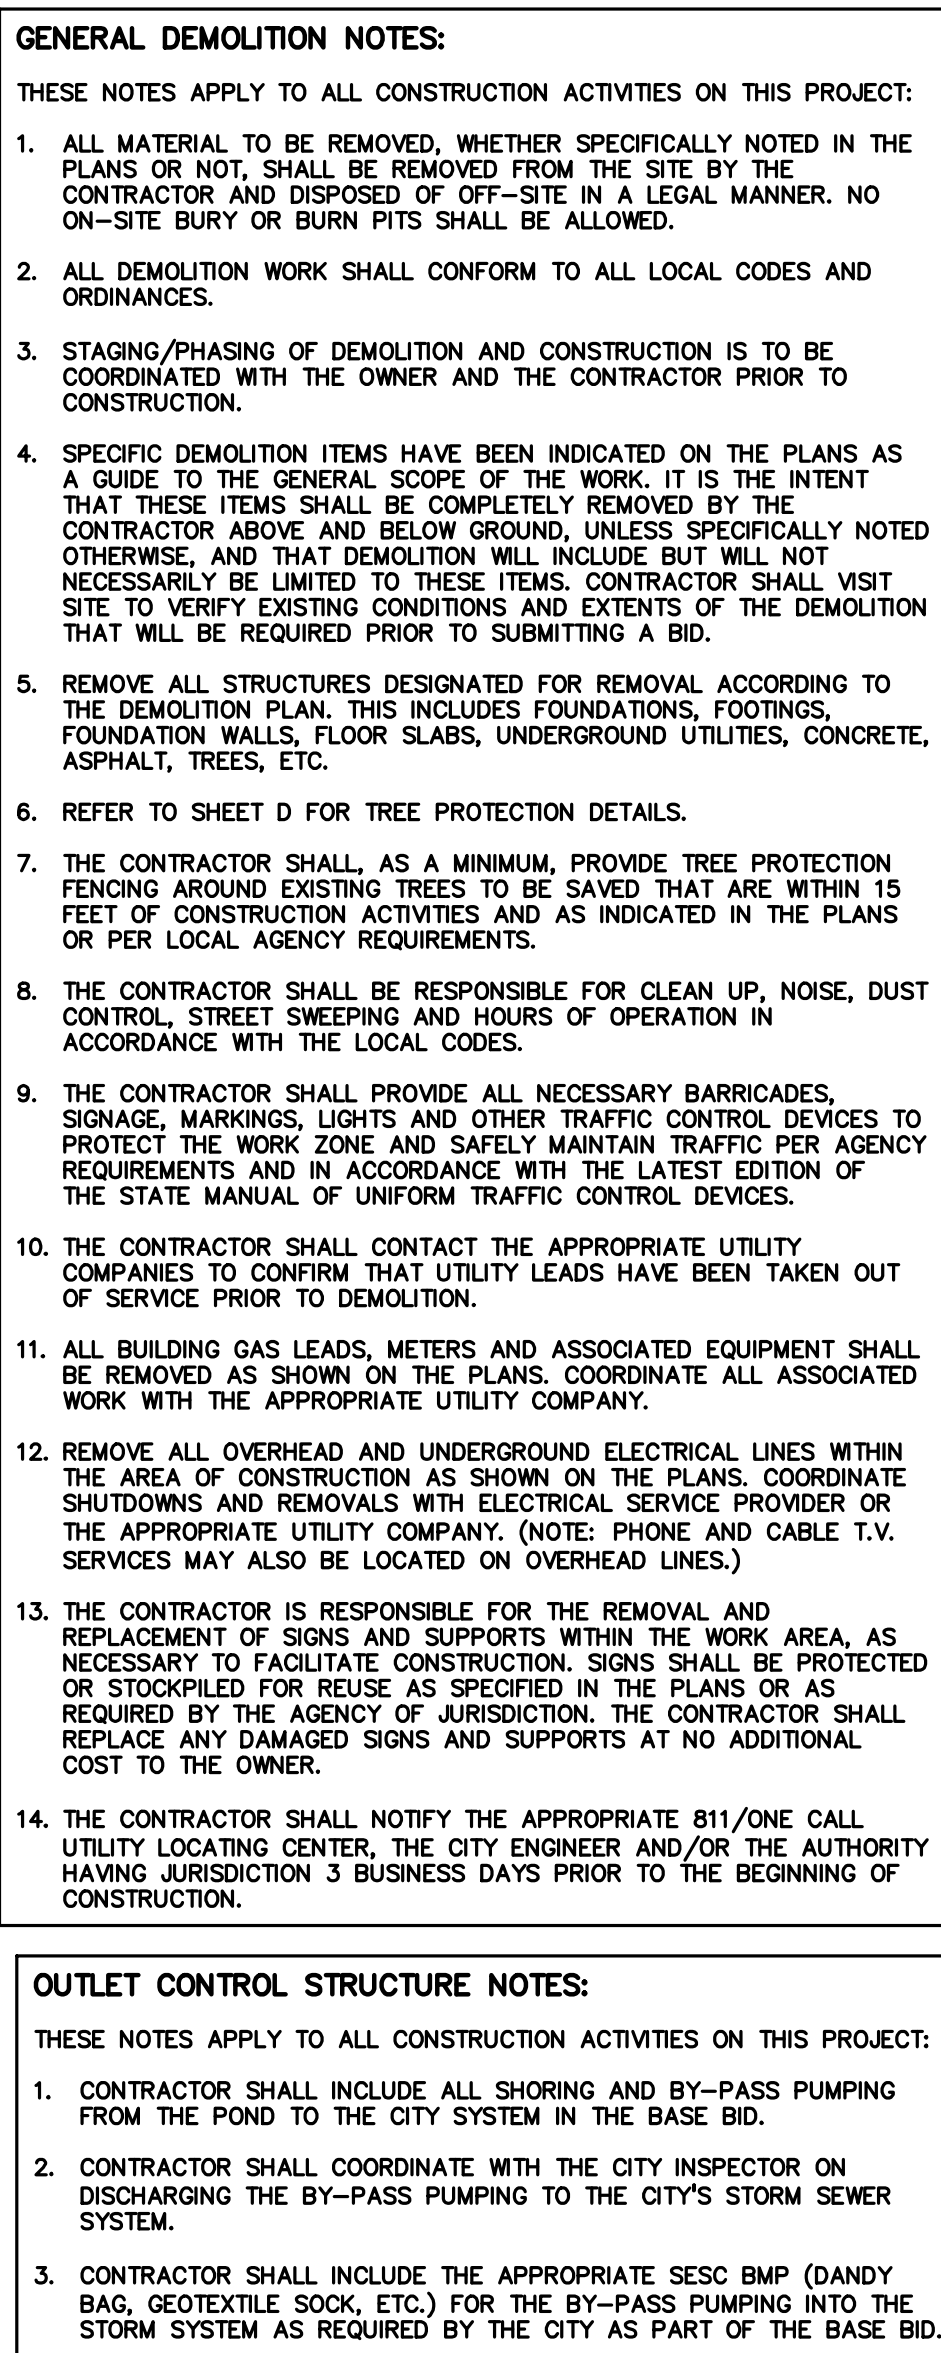 GENERAL DEMOLITION NOTES:
THESE NOTES APPLY TO ALL CONSTRUCTION ACTIVITIES ON THIS PROJECT:
1. ALL MATERIAL TO BE REMOVED, WHETHER SPECIFICALLY NOTED IN THE
PLANS OR NOT, SHALL BE REMOVED FROM THE SITE BY THE
CONTRACTOR AND DISPOSED OF OFF-SITE IN A LEGAL MANNER. NO
ON-SITE BURY OR BURN PITS SHALL BE ALLOWED.
2. ALL DEMOLITION WORK SHALL CONFORM TO ALL LOCAL CODES AND
ORDINANCES.
3. STAGING/PHASING OF DEMOLITION AND CONSTRUCTION IS TO BE
COORDINATED WITH THE OWNER AND THE CONTRACTOR PRIOR TO
CONSTRUCTION.
4. SPECIFIC DEMOLITION ITEMS HAVE BEEN INDICATED ON THE PLANS AS
A GUIDE TO THE GENERAL SCOPE OF THE WORK. IT IS THE INTENT
THAT THESE ITEMS SHALL BE COMPLETELY REMOVED BY THE
CONTRACTOR ABOVE AND BELOW GROUND, UNLESS SPECIFICALLY NOTED
OTHERWISE, AND THAT DEMOLITION WILL INCLUDE BUT WILL NOT
NECESSARILY BE LIMITED TO THESE ITEMS. CONTRACTOR SHALL VISIT
SITE TO VERIFY EXISTING CONDITIONS AND EXTENTS OF THE DEMOLITION
THAT WILL BE REQUIRED PRIOR TO SUBMITTING A BID.
5. REMOVE ALL STRUCTURES DESIGNATED FOR REMOVAL ACCORDING TO
THE DEMOLITION PLAN. THIS INCLUDES FOUNDATIONS, FOOTINGS,
FOUNDATION WALLS, FLOOR SLABS, UNDERGROUND UTILITIES, CONCRETE,
ASPHALT, TREES, ETC.
6. REFER TO SHEET D FOR TREE PROTECTION DETAILS.
7. THE CONTRACTOR SHALL, AS A MINIMUM, PROVIDE TREE PROTECTION
FENCING AROUND EXISTING TREES TO BE SAVED THAT ARE WITHIN 15
FEET OF CONSTRUCTION ACTIVITIES AND AS INDICATED IN THE PLANS
OR PER LOCAL AGENCY REQUIREMENTS.
8. THE CONTRACTOR SHALL BE RESPONSIBLE FOR CLEAN UP, NOISE, DUST
CONTROL, STREET SWEEPING AND HOURS OF OPERATION IN
ACCORDANCE WITH THE LOCAL CODES.
9. THE CONTRACTOR SHALL PROVIDE ALL NECESSARY BARRICADES,
SIGNAGE, MARKINGS, LIGHTS AND OTHER TRAFFIC CONTROL DEVICES TO
PROTECT THE WORK ZONE AND SAFELY MAINTAIN TRAFFIC PER AGENCY
REQUIREMENTS AND IN ACCORDANCE WITH THE LATEST EDITION OF
THE STATE MANUAL OF UNIFORM TRAFFIC CONTROL DEVICES.
10. THE CONTRACTOR SHALL CONTACT THE APPROPRIATE UTILITY
COMPANIES TO CONFIRM THAT UTILITY LEADS HAVE BEEN TAKEN OUT
OF SERVICE PRIOR TO DEMOLITION.
11. ALL BUILDING GAS LEADS, METERS AND ASSOCIATED EQUIPMENT SHALL
BE REMOVED AS SHOWN ON THE PLANS. COORDINATE ALL ASSOCIATED
WORK WITH THE APPROPRIATE UTILITY COMPANY.
12. REMOVE ALL OVERHEAD AND UNDERGROUND ELECTRICAL LINES WITHIN
THE AREA OF CONSTRUCTION AS SHOWN ON THE PLANS. COORDINATE
SHUTDOWNS AND REMOVALS WITH ELECTRICAL SERVICE PROVIDER OR
THE APPROPRIATE UTILITY COMPANY. (NOTE: PHONE AND CABLE T.V.
SERVICES MAY ALSO BE LOCATED ON OVERHEAD LINES.)
13. THE CONTRACTOR IS RESPONSIBLE FOR THE REMOVAL AND
REPLACEMENT OF SIGNS AND SUPPORTS WITHIN THE WORK AREA, AS
NECESSARY TO FACILITATE CONSTRUCTION. SIGNS SHALL BE PROTECTED
OR STOCKPILED FOR REUSE AS SPECIFIED IN THE PLANS OR AS
REQUIRED BY THE AGENCY OF JURISDICTION. THE CONTRACTOR SHALL
REPLACE ANY DAMAGED SIGNS AND SUPPORTS AT NO ADDITIONAL
COST TO THE OWNER.
14. THE CONTRACTOR SHALL NOTIFY THE APPROPRIATE 811/ONE CALL
UTILITY LOCATING CENTER, THE CITY ENGINEER AND/OR THE AUTHORITY
HAVING JURISDICTION 3 BUSINESS DAYS PRIOR TO THE BEGINNING OF
CONSTRUCTION.
OUTLET CONTROL STRUCTURE NOTES:
THESE NOTES APPLY TO ALL CONSTRUCTION ACTIVITIES ON THIS PROJECT:
1. CONTRACTOR SHALL INCLUDE ALL SHORING AND BY-PASS PUMPING
FROM THE POND TO THE CITY SYSTEM IN THE BASE BID.
2. CONTRACTOR SHALL COORDINATE WITH THE CITY INSPECTOR ON
DISCHARGING THE BY-PASS PUMPING TO THE CITY'S STORM SEWER
SYSTEM.
3. CONTRACTOR SHALL INCLUDE THE APPROPRIATE SESC BMP (DANDY
BAG, GEOTEXTILE SOCK, ETC.) FOR THE BY-PASS PUMPING INTO THE
STORM SYSTEM AS REQUIRED BY THE CITY AS PART OF THE BASE BID.